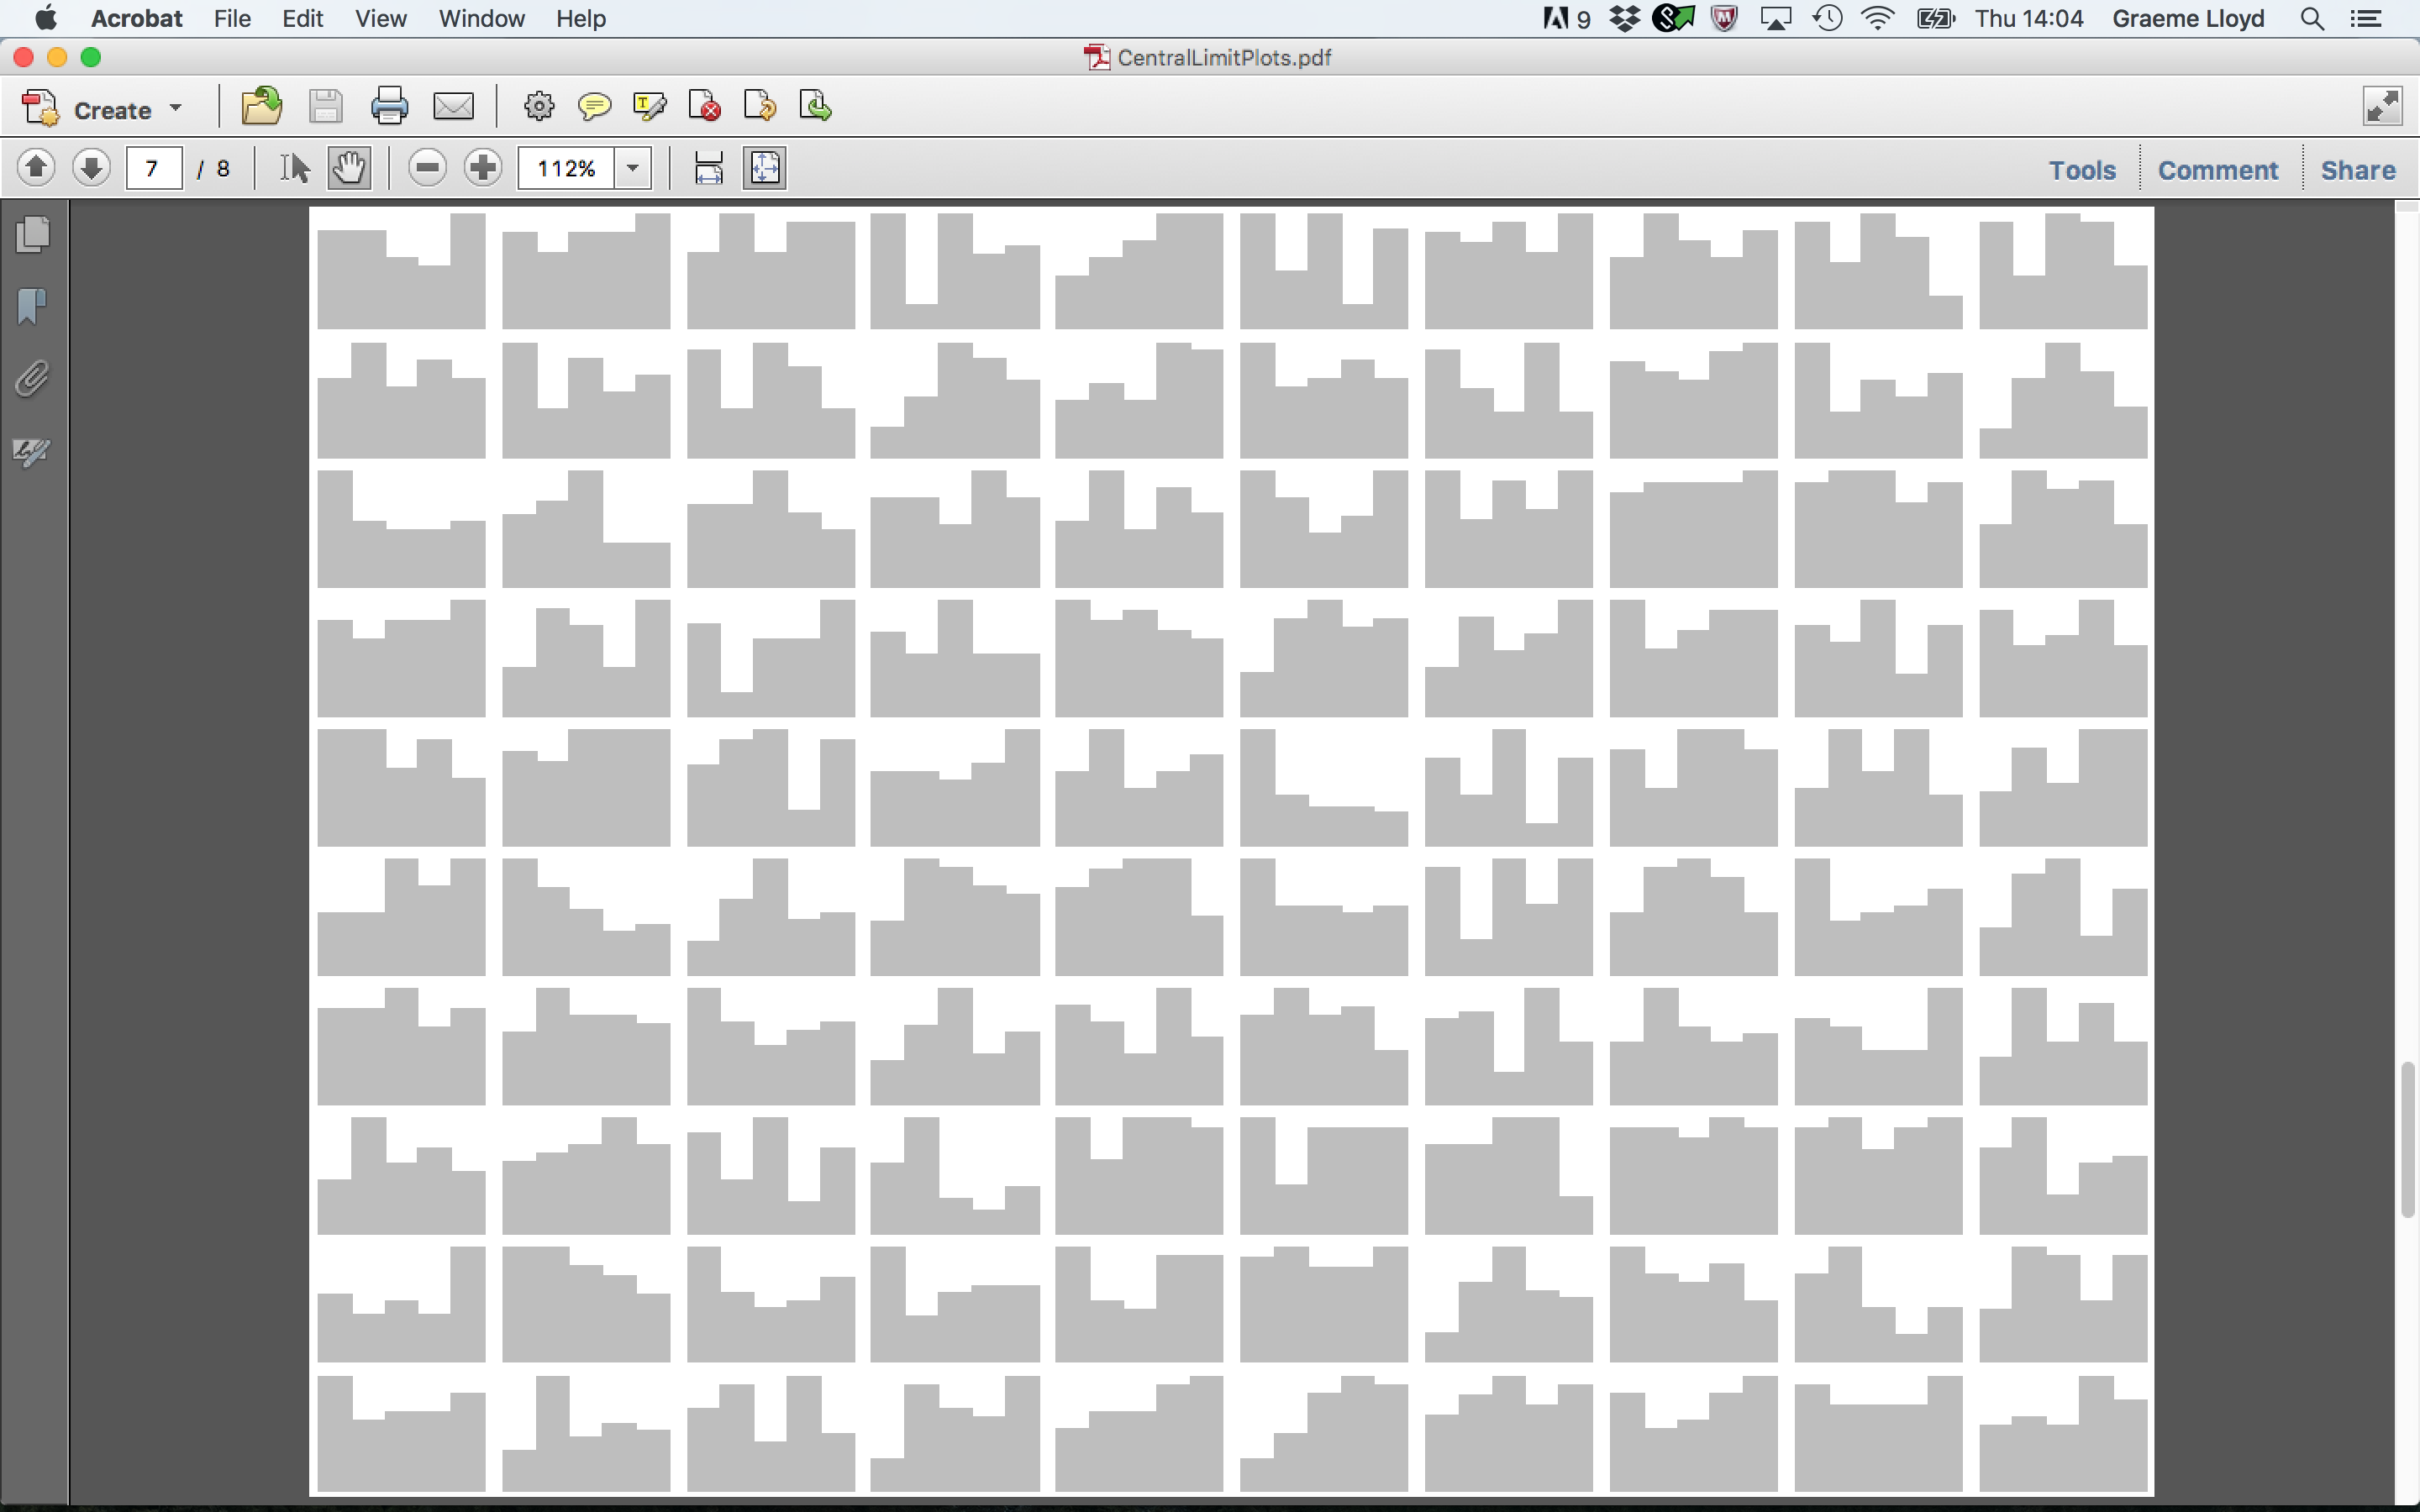 Acrobat File Edit View Window Help 9 Thu 14:04 Graeme Lloyd
CentralLimitPlots.pdf
Create
7 / 8 112% Tools Comment Share